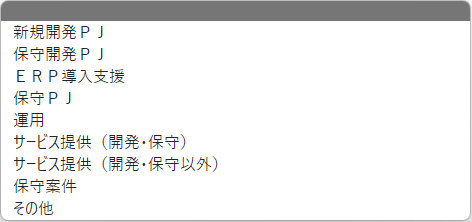 新規開発ＰＪ
保守開発ＰＪ
ＥＲＰ導入支援
保守ＰＪ
運用
サービス提供（開発・保守）
サービス提供（開発・保守以外）
保守案件
その他